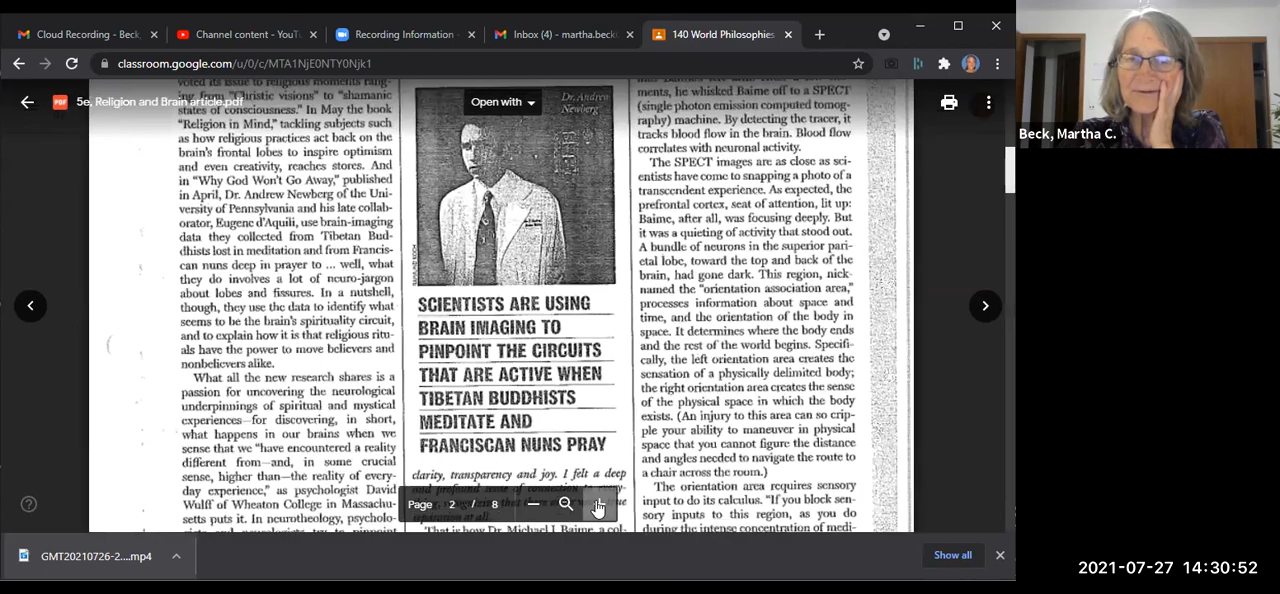 Cloud Recording - Beck,
Channel content - YouTu
Recording Information -
Inbox (4) - martha.beck@
140 World Philosophies
classroom.google.com/u/0/c/MTA1NjE0NTY0Njk1
5e, Religion and Brain article.pdf
Open with
Beck, Martha C.
voted its issue to religious moments rang-
ing from "Christic visions" to "shamanic
states of consciousness." In May the book
"Religion in Mind," tackling subjects such
as how religious practices act back on the
brain's frontal lobes to inspire optimism
and even creativity, reaches stores. And
in "Why God Won't Go Away," published
in April, Dr. Andrew Newberg of the Uni-
versity of Pennsylvania and his late collab-
orator, Eugene d'Aquili, use brain-imaging
data they collected from Tibetan Bud-
dhists lost in meditation and from Francis-
can nuns deep in prayer to ... well, what
they do involves a lot of neuro-jargon
about lobes and fissures. In a nutshell,
though, they use the data to identify what
seems to be the brain's spirituality circuit,
and to explain how it is that religious ritu-
als have the power to move believers and
nonbelievers alike.
What all the new research shares is a
passion for uncovering the neurological
underpinnings of spiritual and mystical
experiences—for discovering, in short,
what happens in our brains when we
sense that we "have encountered a reality
different from—and, in some crucial
sense, higher than—the reality of every-
day experience," as psychologist David
Wulff of Wheaton College in Massachu-
setts puts it. In neurotheology, psycholo-
Dr. Andrew
Newberg
SCIENTISTS ARE USING
BRAIN IMAGING TO
PINPOINT THE CIRCUITS
THAT ARE ACTIVE WHEN
TIBETAN BUDDHISTS
MEDITATE AND
FRANCISCAN NUNS PRAY
clarity, transparency and joy. I felt a deep
That is how Dr. Michael J. Baime, a col-
ments, he whisked Baime off to a SPECT
(single photon emission computed tomog-
raphy) machine. By detecting the tracer, it
tracks blood flow in the brain. Blood flow
correlates with neuronal activity.
The SPECT images are as close as sci-
entists have come to snapping a photo of a
transcendent experience. As expected, the
prefrontal cortex, seat of attention, lit up:
Baime, after all, was focusing deeply. But
it was a quieting of activity that stood out.
A bundle of neurons in the superior pari-
etal lobe, toward the top and back of the
brain, had gone dark. This region, nick-
named the "orientation association area,"
processes information about space and
time, and the orientation of the body in
space. It determines where the body ends
and the rest of the world begins. Specifi-
cally, the left orientation area creates the
sensation of a physically delimited body;
the right orientation area creates the sense
of the physical space in which the body
exists. (An injury to this area can so crip-
ple your ability to maneuver in physical
space that you cannot figure the distance
and angles needed to navigate the route to
a chair across the room.)
The orientation area requires sensory
input to do its calculus. "If you block sen-
sory inputs to this region, as you do
during the intense concentration of medi-
Page 2 / 8
GMT20210726-2....mp4
Show all
2021-07-27 14:30:52